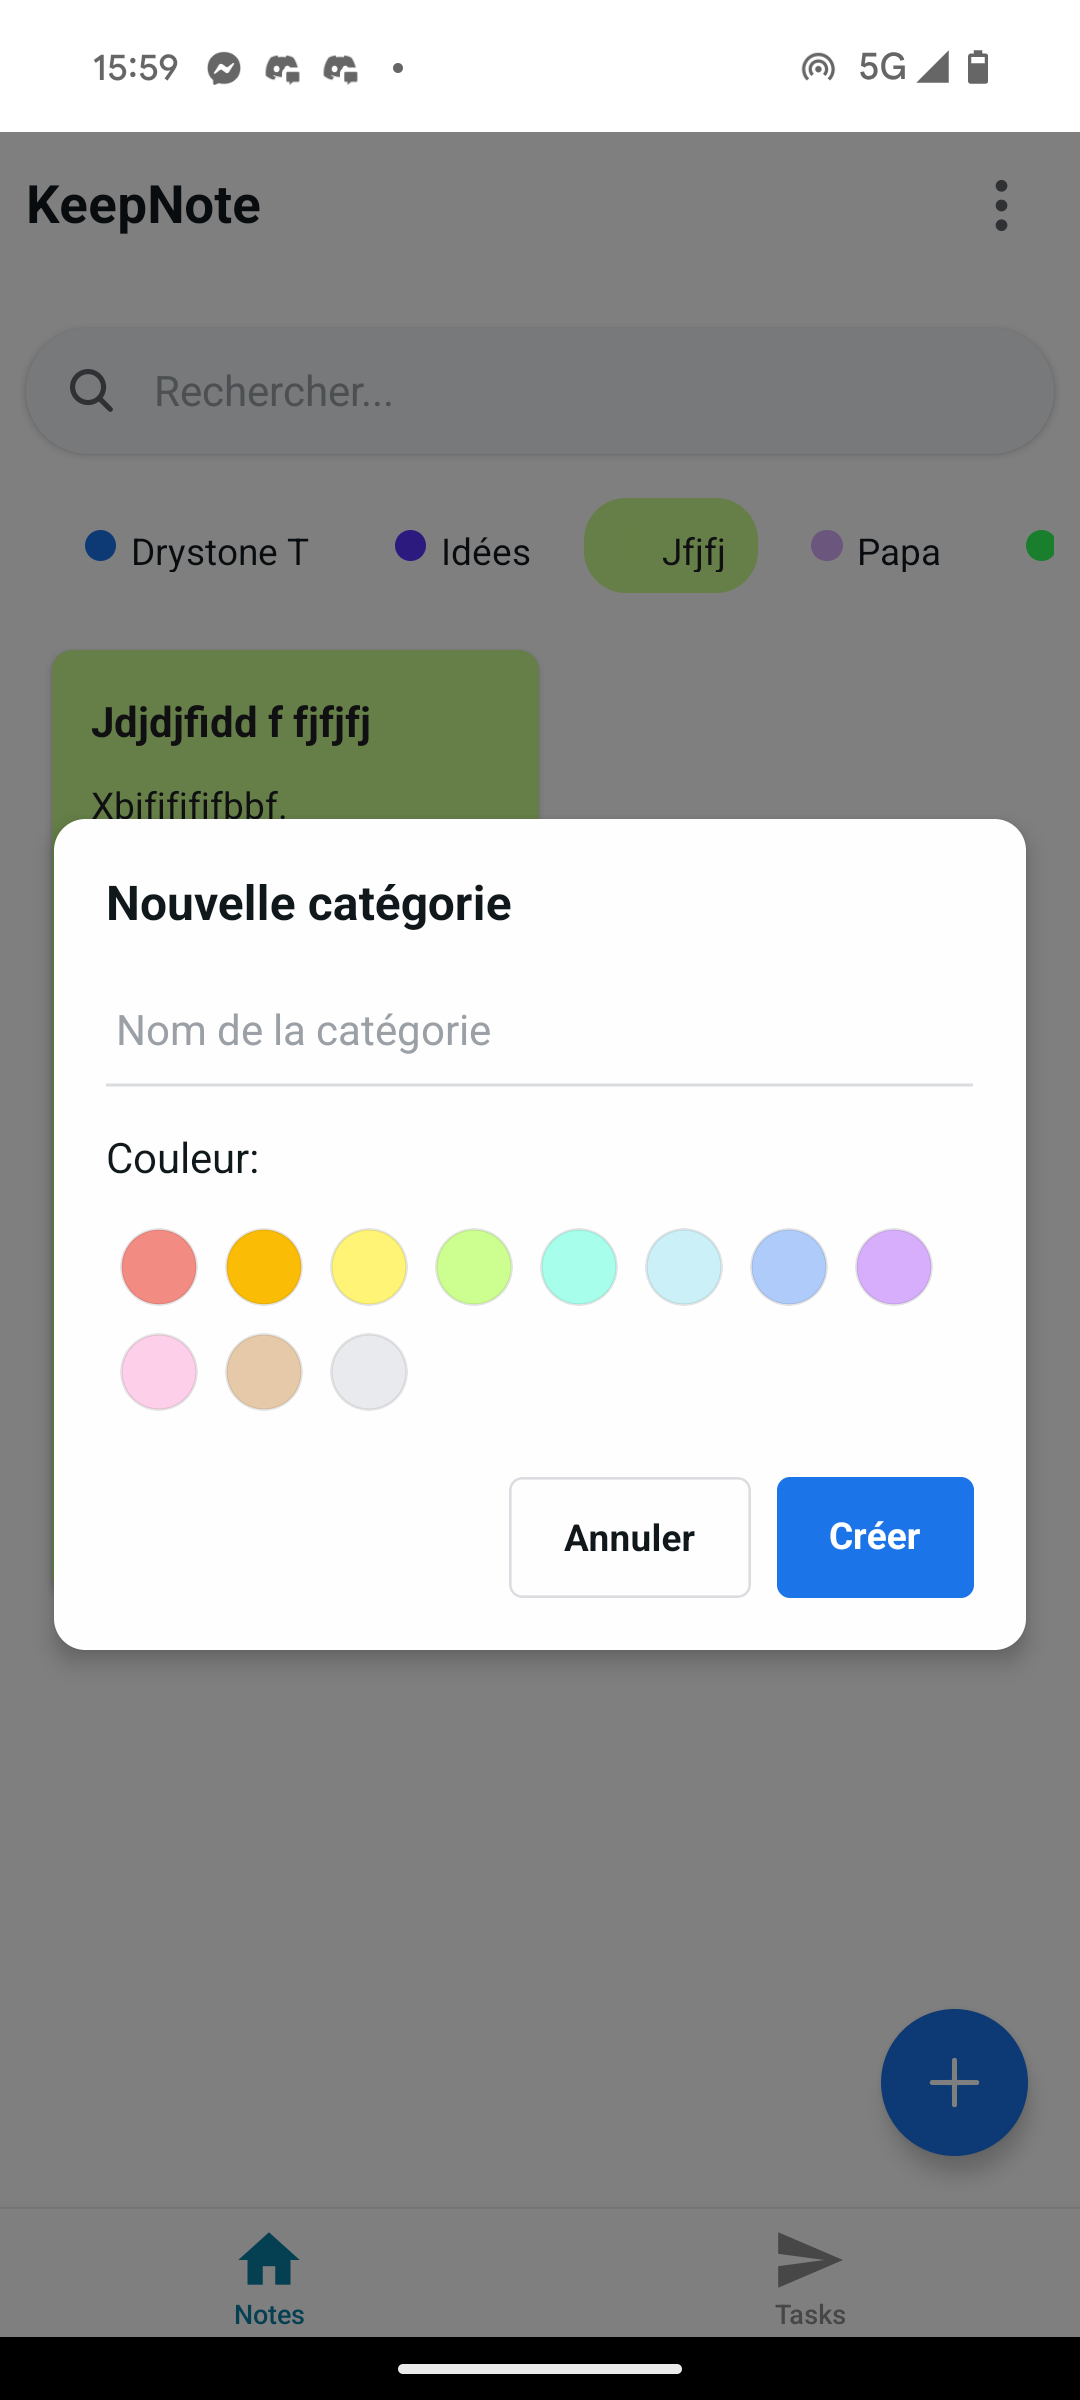 15:59
5G
KeepNote
Rechercher...
Drystone T
Idées
Jfjfj
Papa
Jdjdjfidd f fjfjfj
Xbififififbbf.
Nouvelle catégorie
Nom de la catégorie
Couleur:
Annuler
Créer
Notes
Tasks